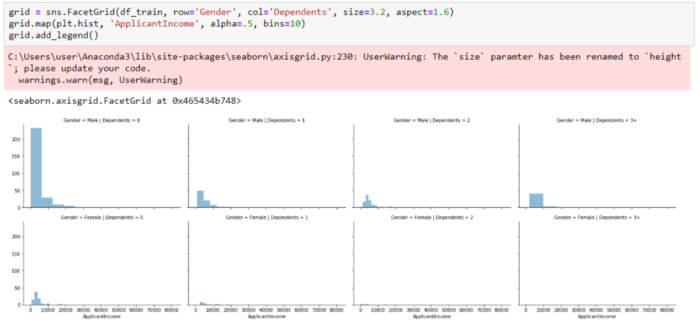 grid = sns.FacetGrid(df_train, row='Gender', col='Dependents', size=3.2, aspect=1.6)
grid.map(plt.hist, 'ApplicantIncome', alpha=.5, bins=10)
grid.add_legend()
C:\Users\user\Anaconda3\lib\site-packages\seaborn\axisgrid.py:230: UserWarning: The `size` paramter has been renamed to `height
`; please update your code.
warnings.warn(msg, UserWarning)
<seaborn.axisgrid.FacetGrid at 0x465434b748>
Gender = Male | Dependents = 0 Gender = Male | Dependents = 1 Gender = Male | Dependents = 2 Gender = Male | Dependents = 3+
200
150
100
50
0
Gender = Female | Dependents = 0 Gender = Female | Dependents = 1 Gender = Female | Dependents = 2 Gender = Female | Dependents = 3+
200
150
100
50
0
0 10000 20000 30000 40000 50000 60000 70000 80000 0 10000 20000 30000 40000 50000 60000 70000 80000 0 10000 20000 30000 40000 50000 60000 70000 80000 0 10000 20000 30000 40000 50000 60000 70000 80000
ApplicantIncome ApplicantIncome ApplicantIncome ApplicantIncome